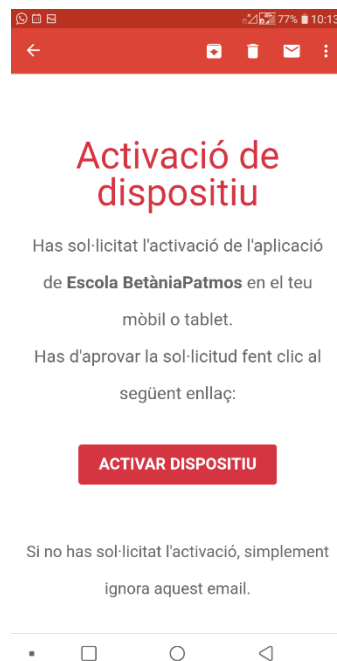 77% 10:13
Activació de
dispositiu
Has sol·licitat l'activació de l'aplicació
de Escola BetàniaPatmos en el teu
mòbil o tablet.
Has d'aprovar la sol·licitud fent clic al
següent enllaç:
ACTIVAR DISPOSITIU
Si no has sol·licitat l'activació, simplement
ignora aquest email.